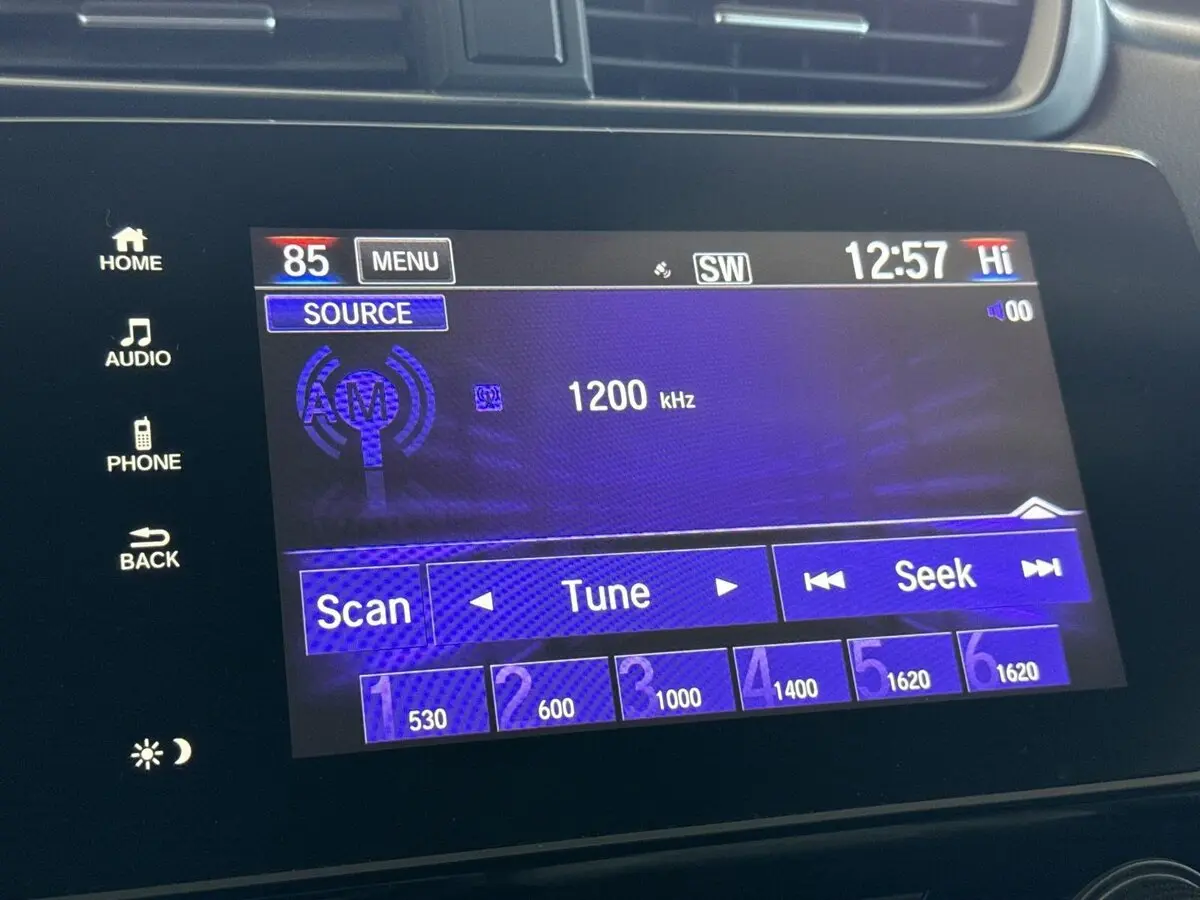 85 MENU SW 12:57 Hi
HOME
SOURCE
00
AUDIO
AM
1200 kHz
PHONE
BACK
Scan Tune Seek
1 530 2 600 3 1000 4 1400 5 1620 6 1620